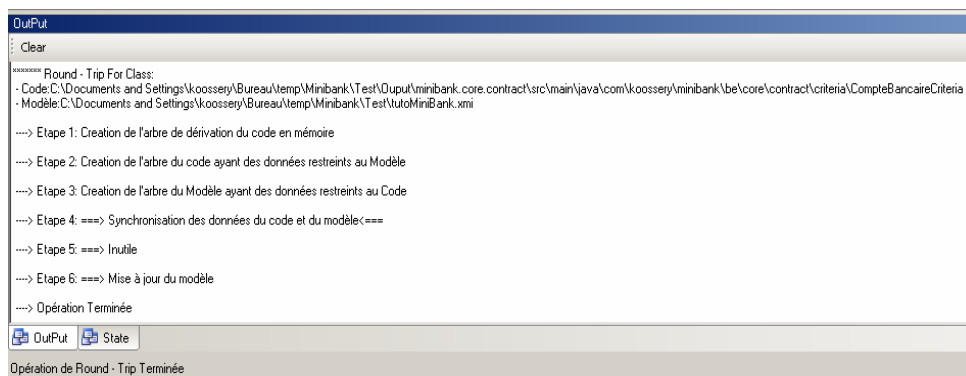 OutPut
Clear
******* Round - Trip For Class:
- Code:C:\Documents and Settings\koossery\Bureau\temp\Minibank\Test\Ouput\minibank.core.contract\src\main\java\com\koossery\minibank\be\core\contract\criteria\CompteBancaireCriteria
- Modèle:C:\Documents and Settings\koossery\Bureau\temp\Minibank\Test\tutoMiniBank.xmi
----> Etape 1: Creation de l'arbre de dérivation du code en mémoire
----> Etape 2: Creation de l'arbre du code ayant des données restreints au Modèle
----> Etape 3: Creation de l'arbre du Modèle ayant des données restreints au Code
----> Etape 4: ===> Synchronisation des données du code et du modèle<===
----> Etape 5: ===> Inutile
----> Etape 6: ===> Mise à jour du modèle
----> Opération Terminée
OutPut State
Opération de Round - Trip Terminée